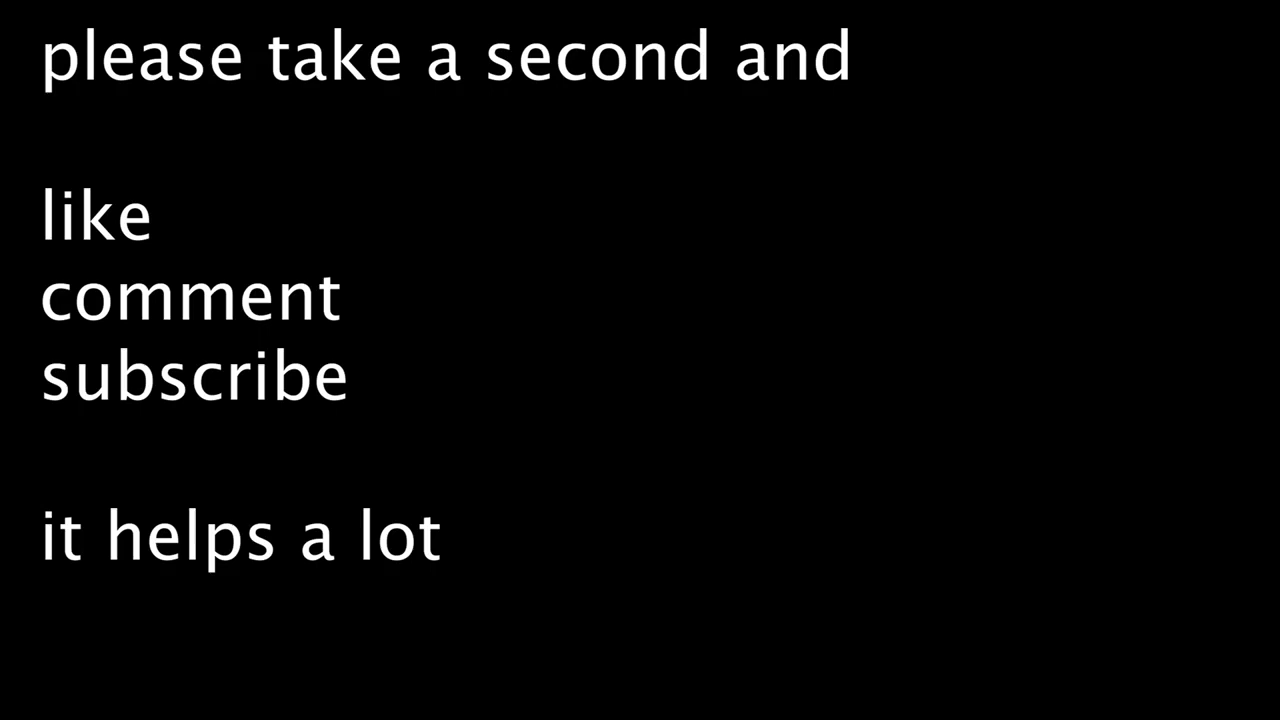 please take a second and
like
comment
subscribe
it helps a lot